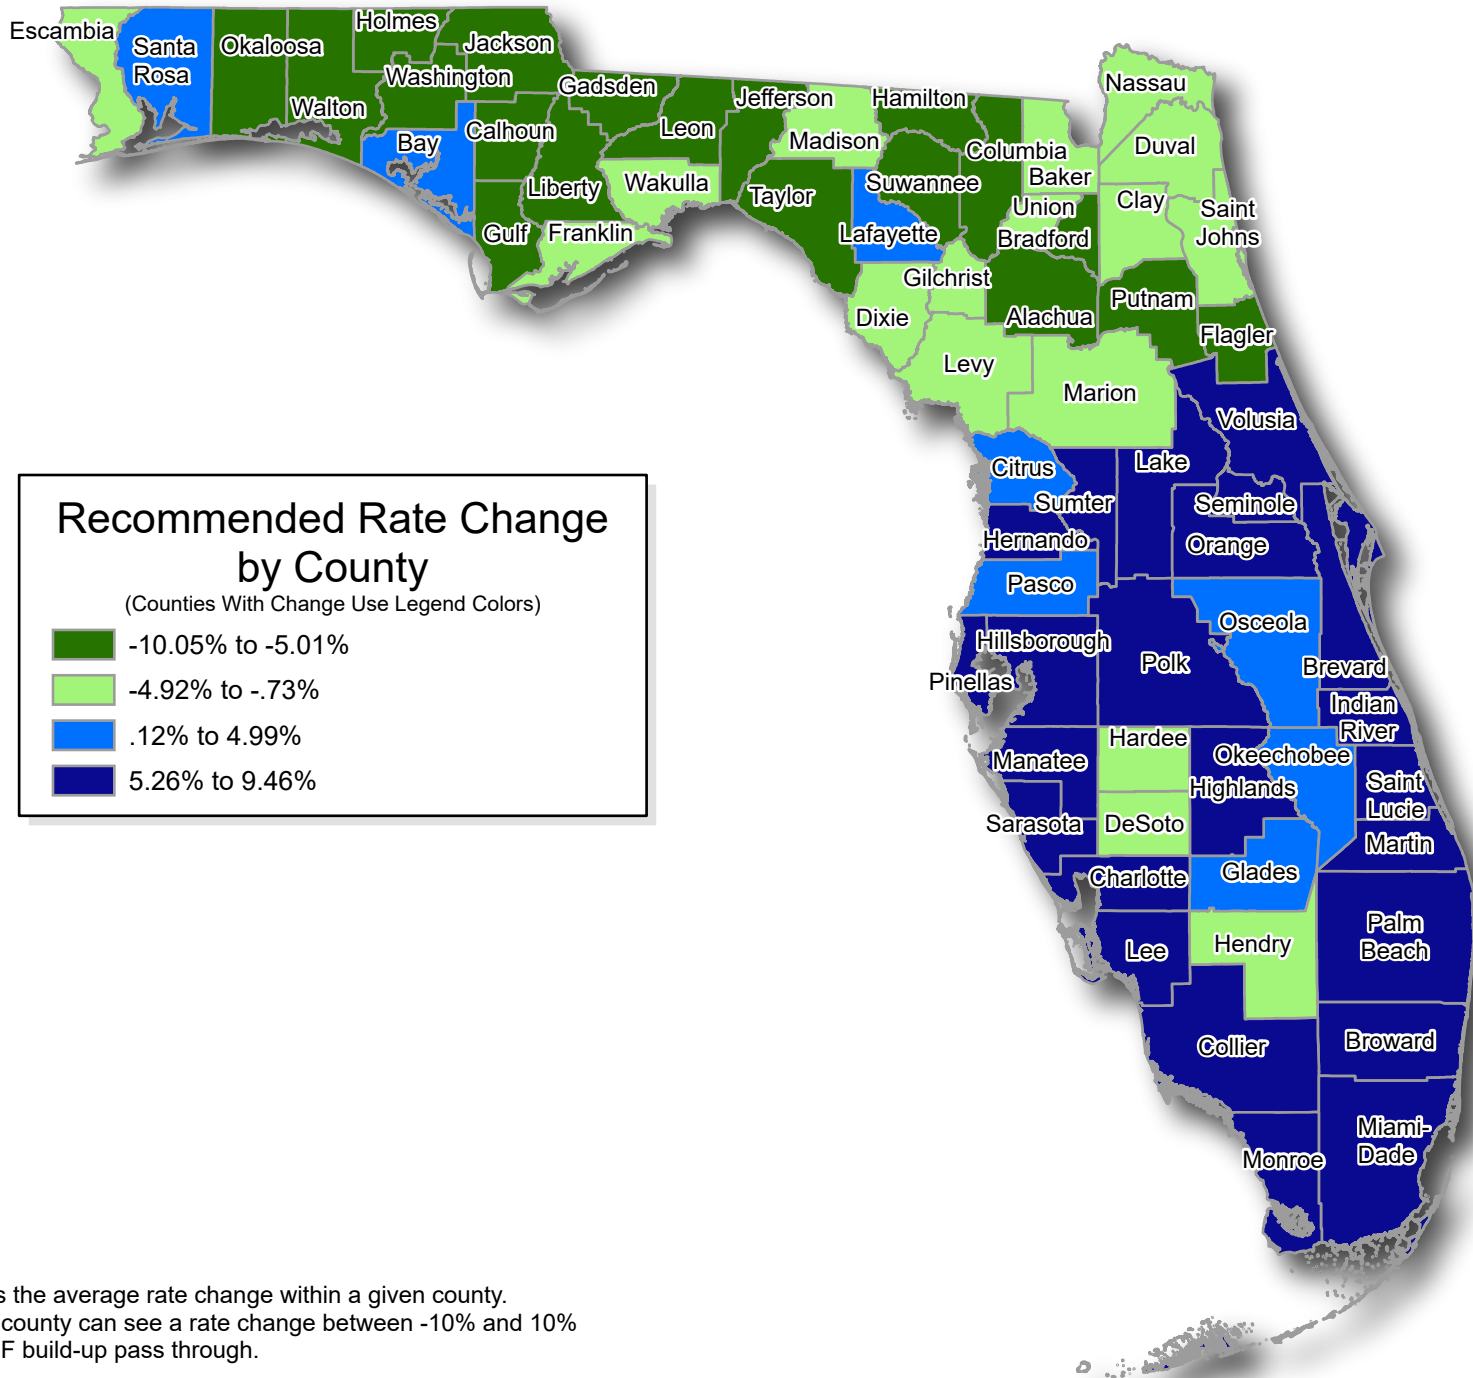 Escambia
Santa
Rosa
Okaloosa
Walton
Holmes
Washington
Jackson
Bay
Calhoun
Gulf
Liberty
Gadsden
Franklin
Wakulla
Leon
Jefferson
Madison
Taylor
Hamilton
Suwannee
Lafayette
Columbia
Baker
Union
Bradford
Nassau
Duval
Clay
Saint
Johns
Gilchrist
Dixie
Alachua
Putnam
Flagler
Levy
Marion
Volusia
Citrus
Sumter
Lake
Seminole
Hernando
Orange
Pasco
Osceola
Hillsborough
Polk
Brevard
Pinellas
Indian
River
Hardee
Manatee
Okeechobee
Highlands
Saint
Lucie
Sarasota
DeSoto
Martin
Charlotte
Glades
Lee
Hendry
Palm
Beach
Collier
Broward
Monroe
Miami-
Dade
Recommended Rate Change
by County
(Counties With Change Use Legend Colors)
-10.05% to -5.01%
-4.92% to -.73%
.12% to 4.99%
5.26% to 9.46%
s the average rate change within a given county.
county can see a rate change between -10% and 10%
F build-up pass through.